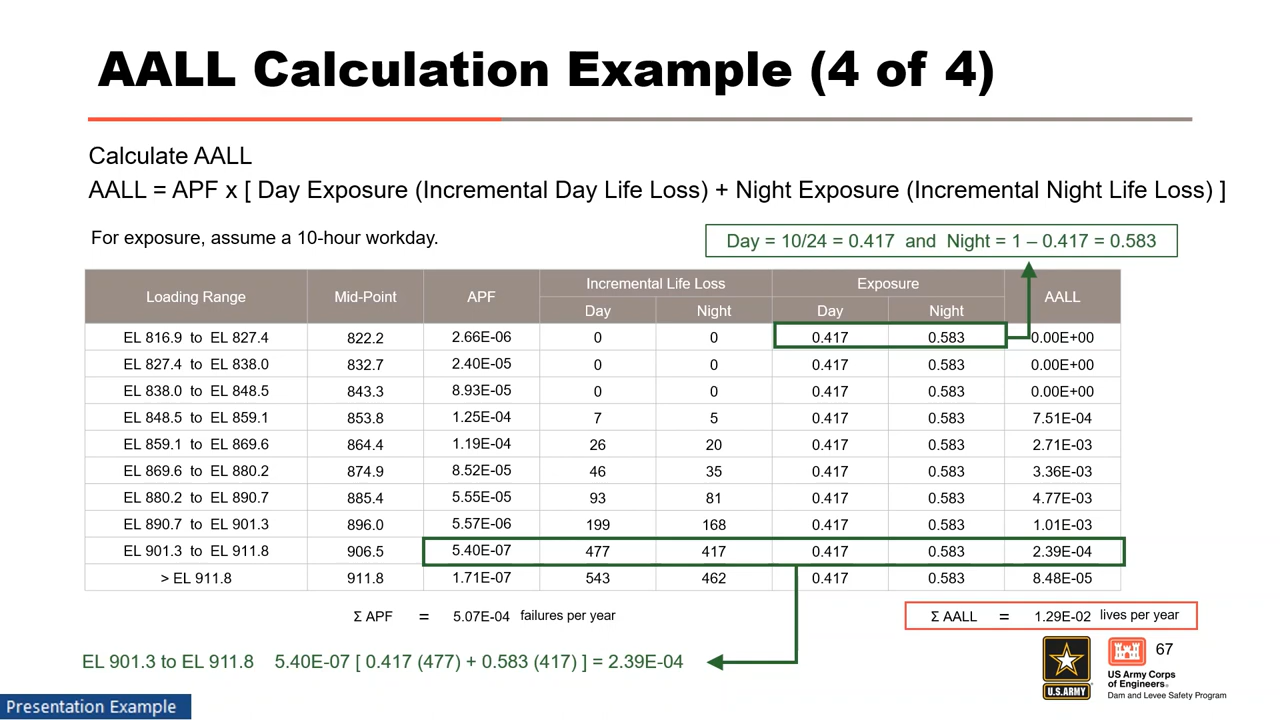 AALL Calculation Example (4 of 4)
Calculate AALL
AALL = APF x [ Day Exposure (Incremental Day Life Loss) + Night Exposure (Incremental Night Life Loss) ]
For exposure, assume a 10-hour workday.
Day = 10/24 = 0.417 and Night = 1 – 0.417 = 0.583
Loading Range Mid-Point APF Incremental Life Loss Exposure AALL
Day Night Day Night
EL 816.9 to EL 827.4 822.2 2.66E-06 0 0 0.417 0.583 0.00E+00
EL 827.4 to EL 838.0 832.7 2.40E-05 0 0 0.417 0.583 0.00E+00
EL 838.0 to EL 848.5 843.3 8.93E-05 0 0 0.417 0.583 0.00E+00
EL 848.5 to EL 859.1 853.8 1.25E-04 7 5 0.417 0.583 7.51E-04
EL 859.1 to EL 869.6 864.4 1.19E-04 26 20 0.417 0.583 2.71E-03
EL 869.6 to EL 880.2 874.9 8.52E-05 46 35 0.417 0.583 3.36E-03
EL 880.2 to EL 890.7 885.4 5.55E-05 93 81 0.417 0.583 4.77E-03
EL 890.7 to EL 901.3 896.0 5.57E-06 199 168 0.417 0.583 1.01E-03
EL 901.3 to EL 911.8 906.5 5.40E-07 477 417 0.417 0.583 2.39E-04
> EL 911.8 911.8 1.71E-07 543 462 0.417 0.583 8.48E-05
Σ APF = 5.07E-04 failures per year
Σ AALL = 1.29E-02 lives per year
EL 901.3 to EL 911.8 5.40E-07 [ 0.417 (477) + 0.583 (417) ] = 2.39E-04
U.S.ARMY
67
US Army Corps
of Engineers®
Dam and Levee Safety Program
Presentation Example